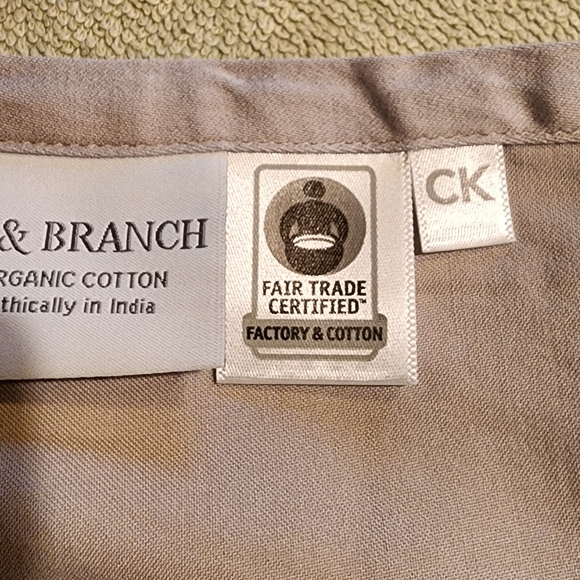 & BRANCH
RGANIC COTTON
thically in India
FAIR TRADE
CERTIFIED™
FACTORY & COTTON
CK